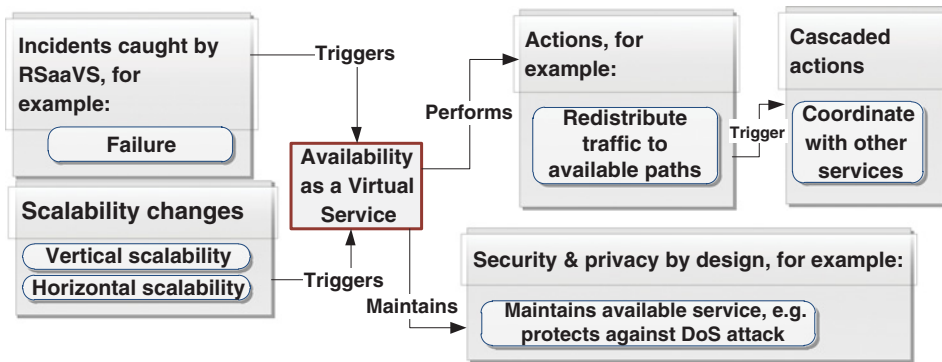 Incidents caught by
RSaaVS, for
example:
Failure
Triggers
Scalability changes
Vertical scalability
Horizontal scalability
Triggers
Availability
as a Virtual
Service
Performs
Actions, for
example:
Redistribute
traffic to
available paths
Trigger
Cascaded
actions
Coordinate
with other
services
Maintains
Security & privacy by design, for example:
Maintains available service, e.g.
protects against DoS attack